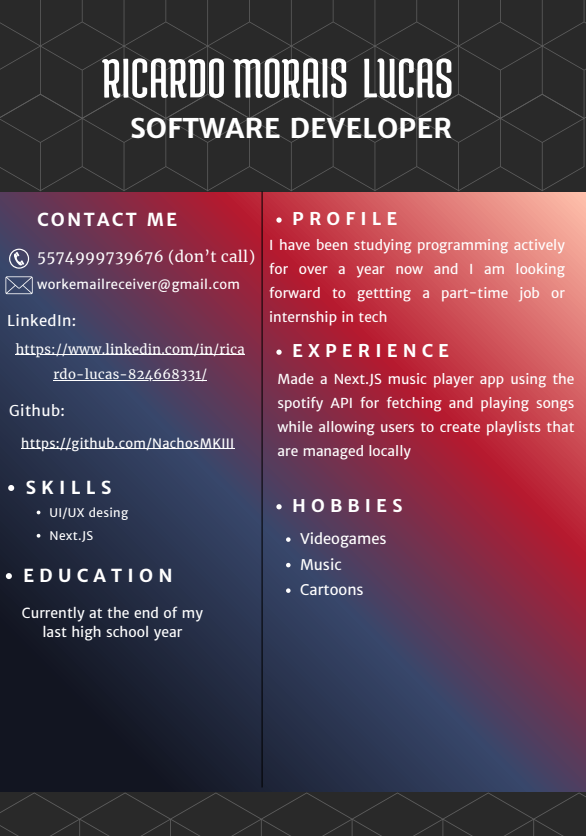 RICARDO MORAIS LUCAS
SOFTWARE DEVELOPER
CONTACT ME
5574999739676 (don't call)
workemailreceiver@gmail.com
LinkedIn:
https://www.linkedin.com/in/rica
rdo-lucas-824668331/
Github:
https://github.com/NachosMKIII
• SKILLS
• UI/UX desing
• Next.JS
• EDUCATION
Currently at the end of my
last high school year
• PROFILE
I have been studying programming actively
for over a year now and I am looking
forward to gettting a part-time job or
internship in tech
• EXPERIENCE
Made a Next.JS music player app using the
spotify API for fetching and playing songs
while allowing users to create playlists that
are managed locally
• HOBBIES
• Videogames
• Music
• Cartoons